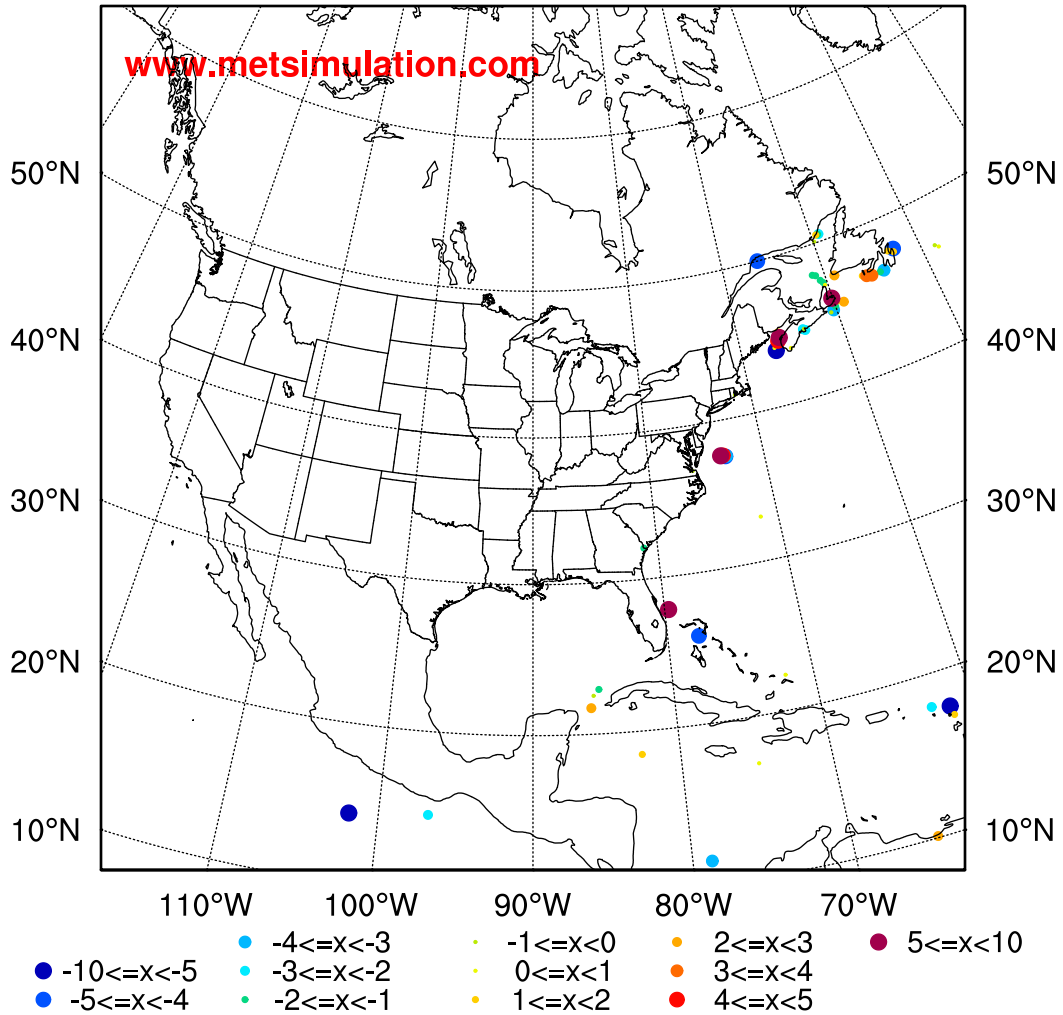 www.metsimulation.com
50°N 50°N
40°N 40°N
30°N 30°N
20°N 20°N
10°N 10°N
110°W 100°W 90°W 80°W 70°W
-4<=x<-3 -1<=x<0 2<=x<3 5<=x<10
-10<=x<-5 -3<=x<-2 0<=x<1 3<=x<4
-5<=x<-4 -2<=x<-1 1<=x<2 4<=x<5